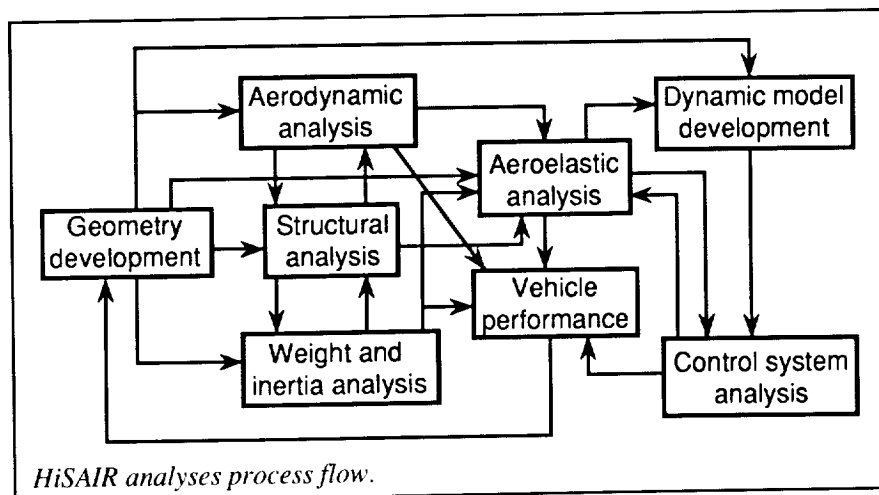 Aerodynamic
analysis
Dynamic model
development
Aeroelastic
analysis
Geometry
development
Structural
analysis
Vehicle
performance
Weight and
inertia analysis
Control system
analysis
HiSAIR analyses process flow.